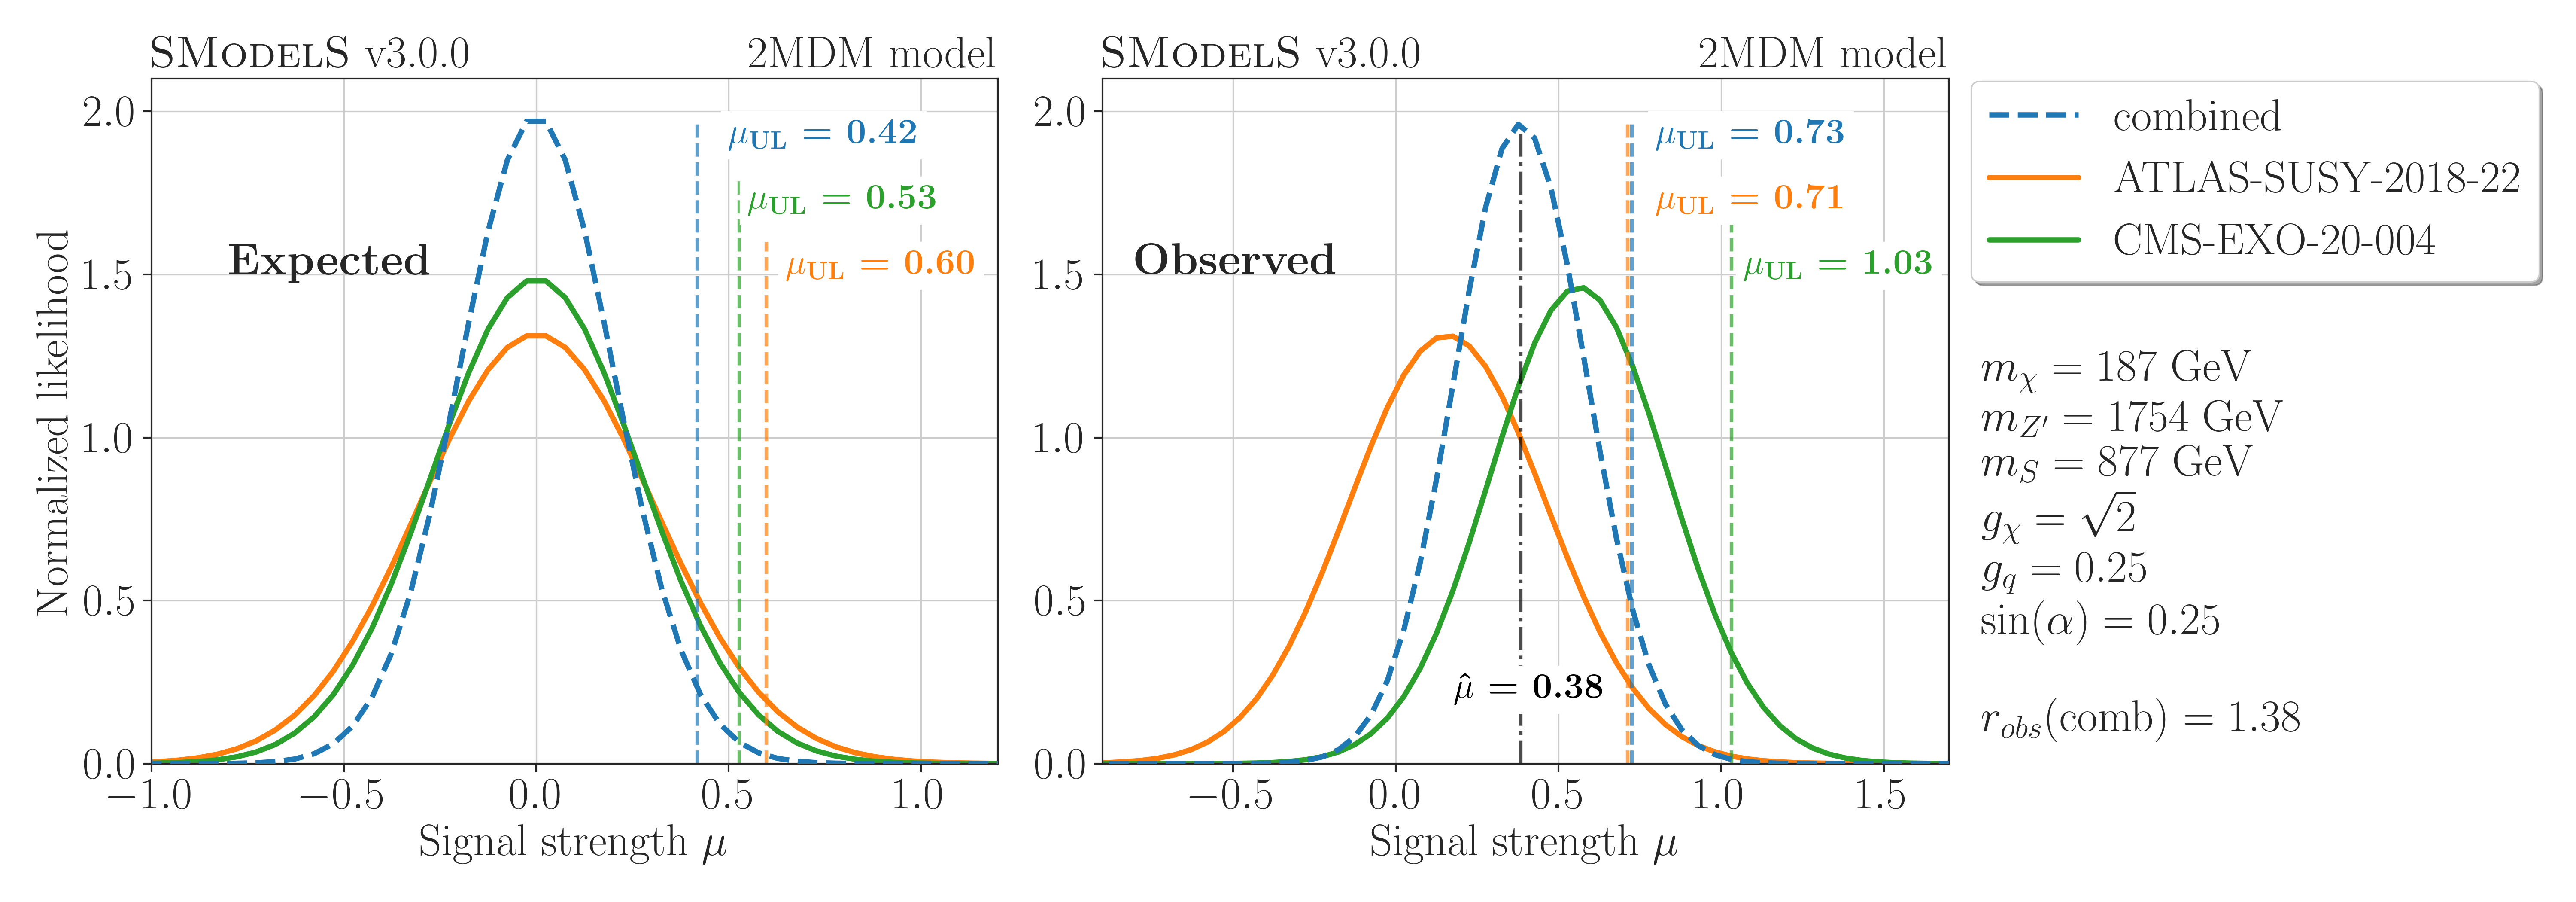 SModelS v3.0.0 2MDM model
Normalized likelihood
2.0
1.5
1.0
0.5
0.0
−1.0 −0.5 0.0 0.5 1.0
Signal strength μ
Expected
μUL = 0.42
μUL = 0.53
μUL = 0.60
SModelS v3.0.0 2MDM model
2.0
1.5
1.0
0.5
0.0
−0.5 0.0 0.5 1.0 1.5
Signal strength μ
Observed
μUL = 0.73
μUL = 0.71
μUL = 1.03
μ̂ = 0.38
combined
ATLAS-SUSY-2018-22
CMS-EXO-20-004
mχ = 187 GeV
mZ′ = 1754 GeV
mS = 877 GeV
gχ = √2
gq = 0.25
sin(α) = 0.25
robs(comb) = 1.38